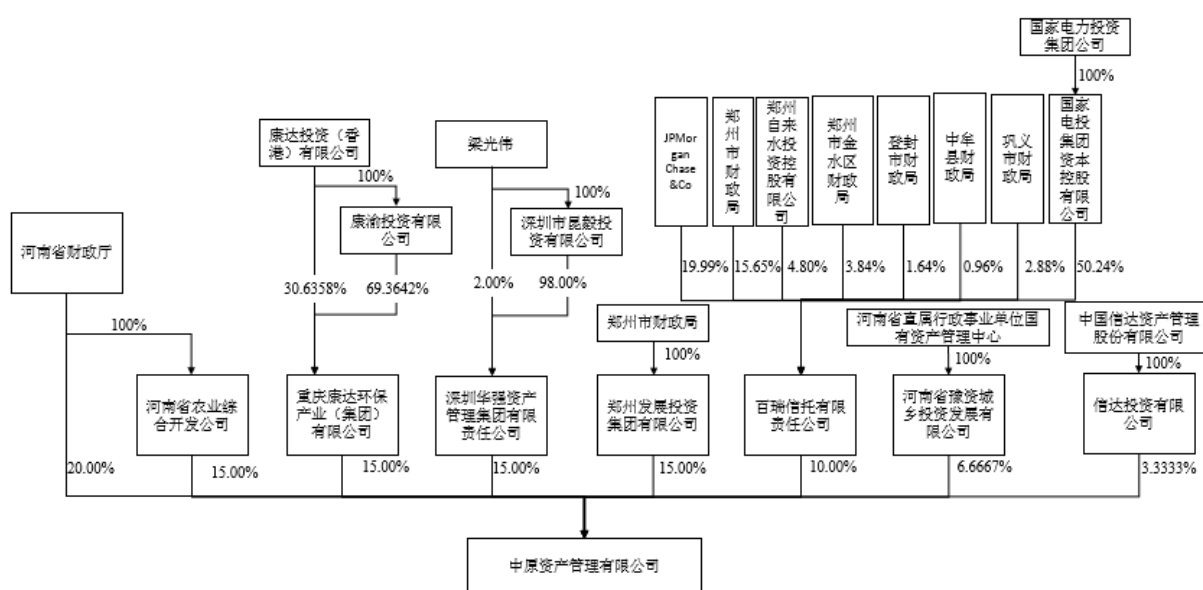 国家电力投资
集团公司
100%
康达投资（香
港）有限公司
梁光伟
JPMor
gan
Chase
&Co
郑州市财政局
郑州自来水投资控股有限公司
郑州市金水区财政局
登封市财政局
中牟县财政局
巩义市财政局
国家电投集团资本控股有限公司
100%
100%
河南省财政厅
康渝投资有限
公司
深圳市昆毅投
资有限公司
30.6358%
69.3642%
2.00%
98.00%
19.99%
15.65%
4.80%
3.84%
1.64%
0.96%
2.88%
50.24%
100%
郑州市财政局
河南省直属行政事业单位国
有资产管理中心
中国信达资产管理
股份有限公司
100%
100%
100%
河南省农业综
合开发公司
重庆康达环保
产业（集团）
有限公司
深圳华强资产
管理集团有限
责任公司
郑州发展投资
集团有限公司
百瑞信托有限
责任公司
河南省豫资城
乡投资发展有
限公司
信达投资有限
公司
20.00%
15.00%
15.00%
15.00%
15.00%
10.00%
6.6667%
3.3333%
中原资产管理有限公司